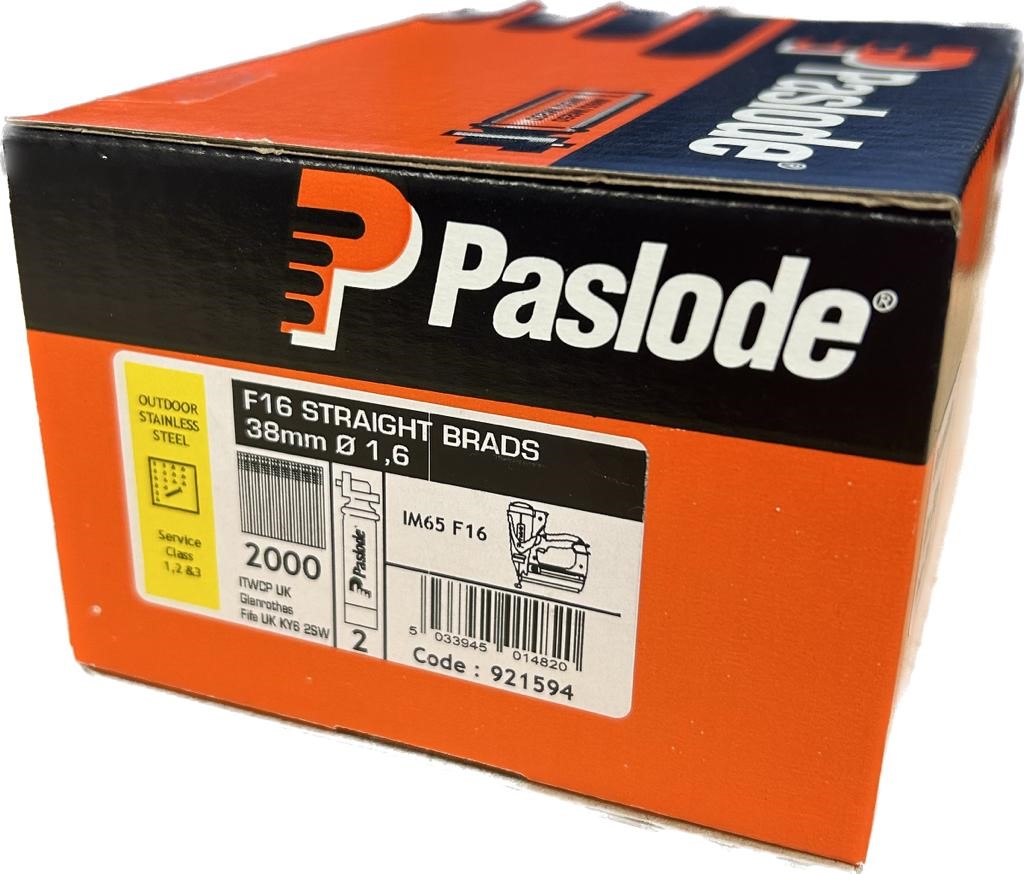 Paslode®
Paslode®
OUTDOOR
STAINLESS
STEEL
Service
Class
1,2 &3
F16 STRAIGHT BRADS
38mm Ø 1,6
2000
ITWCP UK
Glenrothes
Fife UK KY6 2SW
Paslode
2
IM65 F16
5 033945 014820
Code : 921594